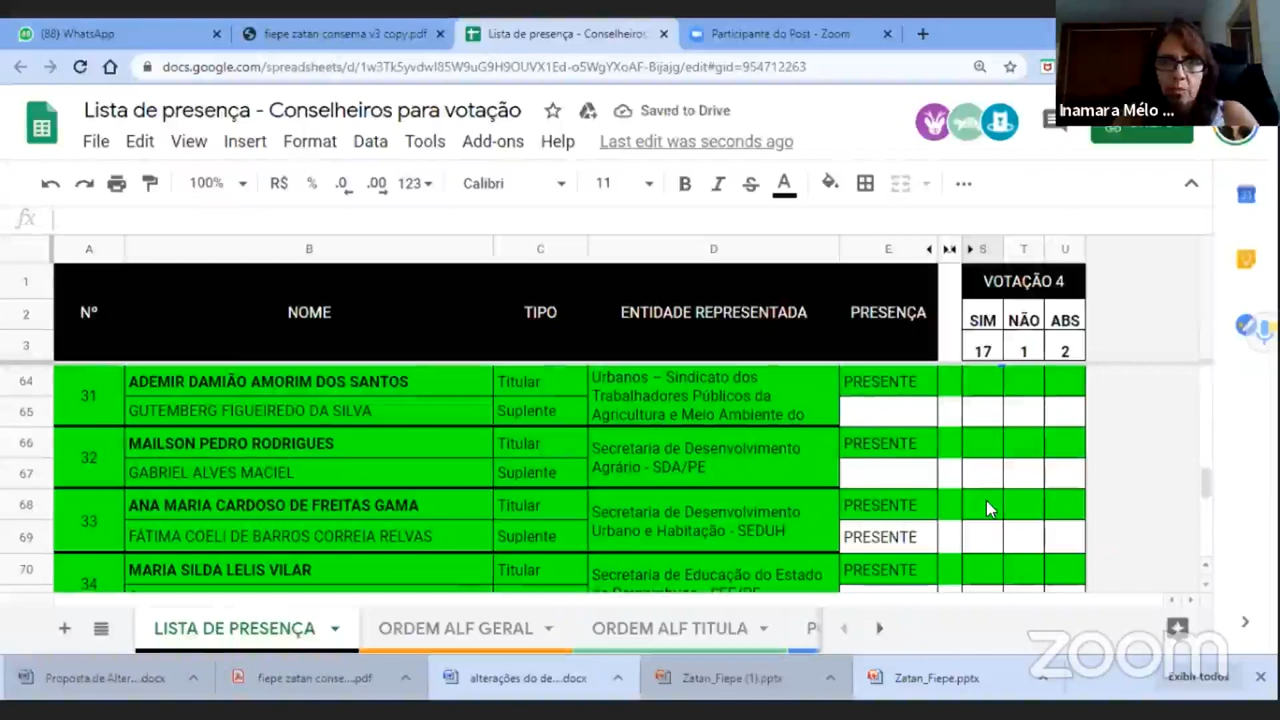 (88) WhatsApp
fiepe zatan consema v3 copy.pdf
Lista de presença - Conselheiros
Participante do Post - Zoom
docs.google.com/spreadsheets/d/1w3Tk5yvdwI85W9uG9H9OUVX1Ed-o5WgYXoAF-Bijajg/edit#gid=954712263
Inamara Mélo ...
Lista de presença - Conselheiros para votação
Saved to Drive
File Edit View Insert Format Data Tools Add-ons Help Last edit was seconds ago
100% R$ % .0 .00 123 Calibri 11 B I S A
fx
A B C D E S T U
1 2 3
Nº NOME TIPO ENTIDADE REPRESENTADA PRESENÇA
VOTAÇÃO 4
SIM NÃO ABS
17 1 2
64 31 ADEMIR DAMIÃO AMORIM DOS SANTOS Titular PRESENTE
65 GUTEMBERG FIGUEIREDO DA SILVA Suplente
Urbanos – Sindicato dos
Trabalhadores Públicos da
Agricultura e Meio Ambiente do
66 32 MAILSON PEDRO RODRIGUES Titular PRESENTE
67 GABRIEL ALVES MACIEL Suplente
Secretaria de Desenvolvimento
Agrário - SDA/PE
68 33 ANA MARIA CARDOSO DE FREITAS GAMA Titular PRESENTE
69 FÁTIMA COELI DE BARROS CORREIA RELVAS Suplente PRESENTE
Secretaria de Desenvolvimento
Urbano e Habitação - SEDUH
70 34 MARIA SILDA LELIS VILAR Titular PRESENTE
Secretaria de Educação do Estado
LISTA DE PRESENÇA ORDEM ALF GERAL ORDEM ALF TITULA
zoom
Proposta de Alter....docx
fiepe zatan conse....pdf
alterações do de....docx
Zatan_Fiepe (1).pptx
Zatan_Fiepe.pptx
Exibir todos